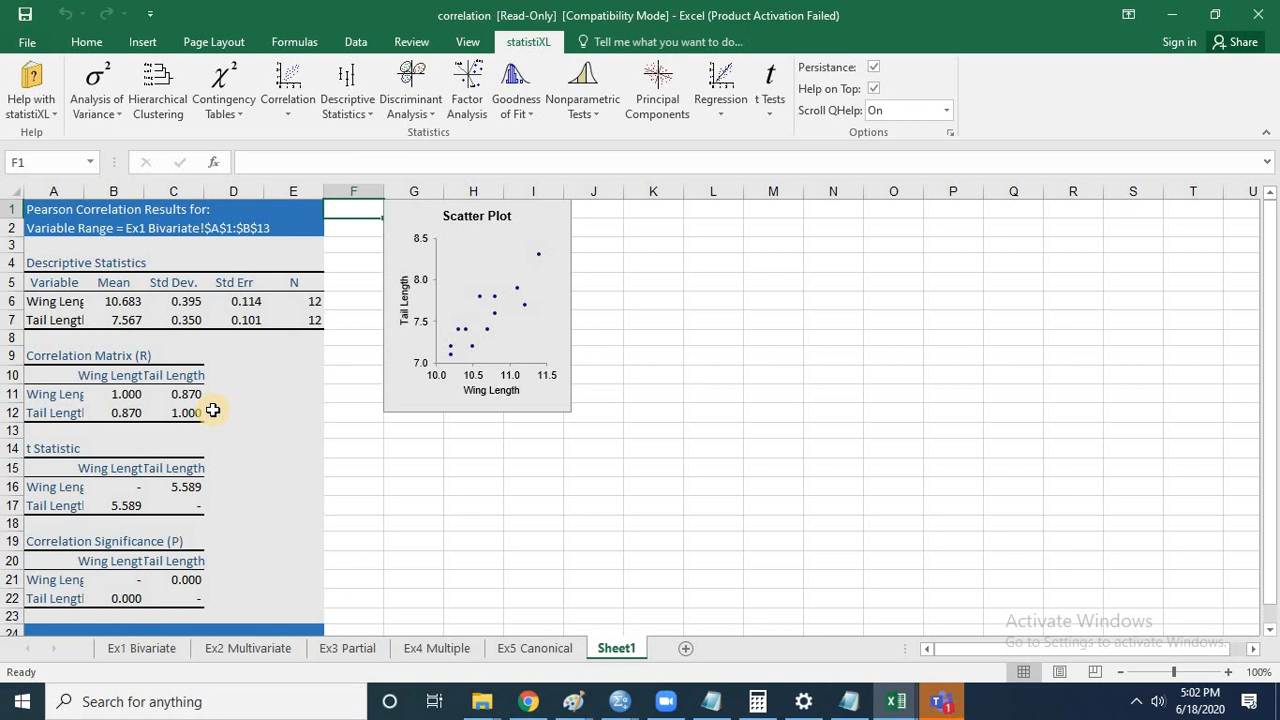 correlation [Read-Only] [Compatibility Mode] - Excel (Product Activation Failed)
File Home Insert Page Layout Formulas Data Review View statistiXL Tell me what you want to do... Sign in Share
Help with statistiXL
Analysis of Variance
Hierarchical Clustering
Contingency Tables
Correlation
Descriptive Statistics
Discriminant Analysis
Factor Analysis
Goodness of Fit
Nonparametric Tests
Principal Components
Regression
t Tests
Persistance:
Help on Top:
Scroll QHelp: On
Help Statistics Options
F1 fx
A B C D E F G H I J K L M N O P Q R S T U
1 Pearson Correlation Results for:
2 Variable Range = Ex1 Bivariate!$A$1:$B$13
3
4 Descriptive Statistics
5 Variable Mean Std Dev. Std Err N
6 Wing Leng 10.683 0.395 0.114 12
7 Tail Length 7.567 0.350 0.101 12
8
9 Correlation Matrix (R)
10 Wing Lengt Tail Length
11 Wing Leng 1.000 0.870
12 Tail Length 0.870 1.000
13
14 t Statistic
15 Wing Lengt Tail Length
16 Wing Leng - 5.589
17 Tail Length 5.589 -
18
19 Correlation Significance (P)
20 Wing Lengt Tail Length
21 Wing Leng - 0.000
22 Tail Length 0.000 -
23
24
Scatter Plot
8.5
8.0
7.5
7.0
Tail Length
10.0 10.5 11.0 11.5
Wing Length
Activate Windows
Go to Settings to activate Windows.
Ex1 Bivariate Ex2 Multivariate Ex3 Partial Ex4 Multiple Ex5 Canonical Sheet1
Ready 100%
Search for anything
1
5:02 PM
6/18/2020